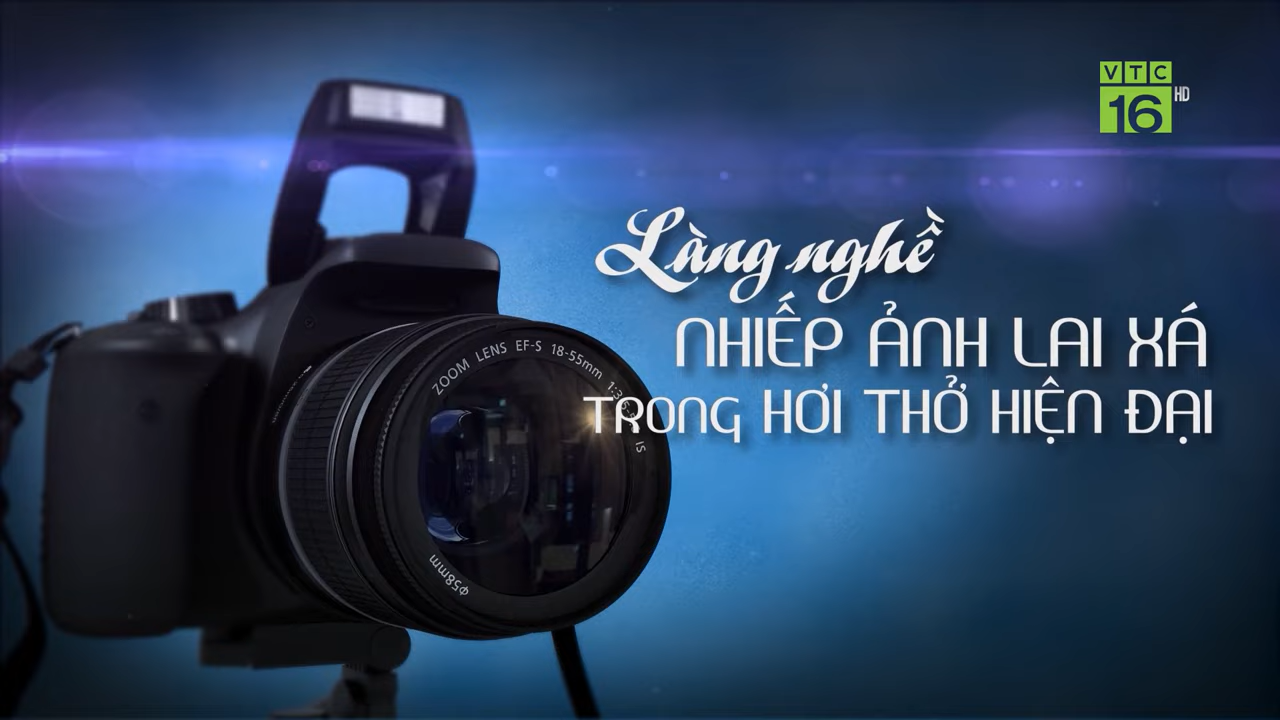 VTC
16 HD
Làng nghề
NHIẾP ẢNH LAI XÁ
TRONG HƠI THỞ HIỆN ĐẠI
ZOOM LENS EF-S 18-55mm
IS
φ58mm